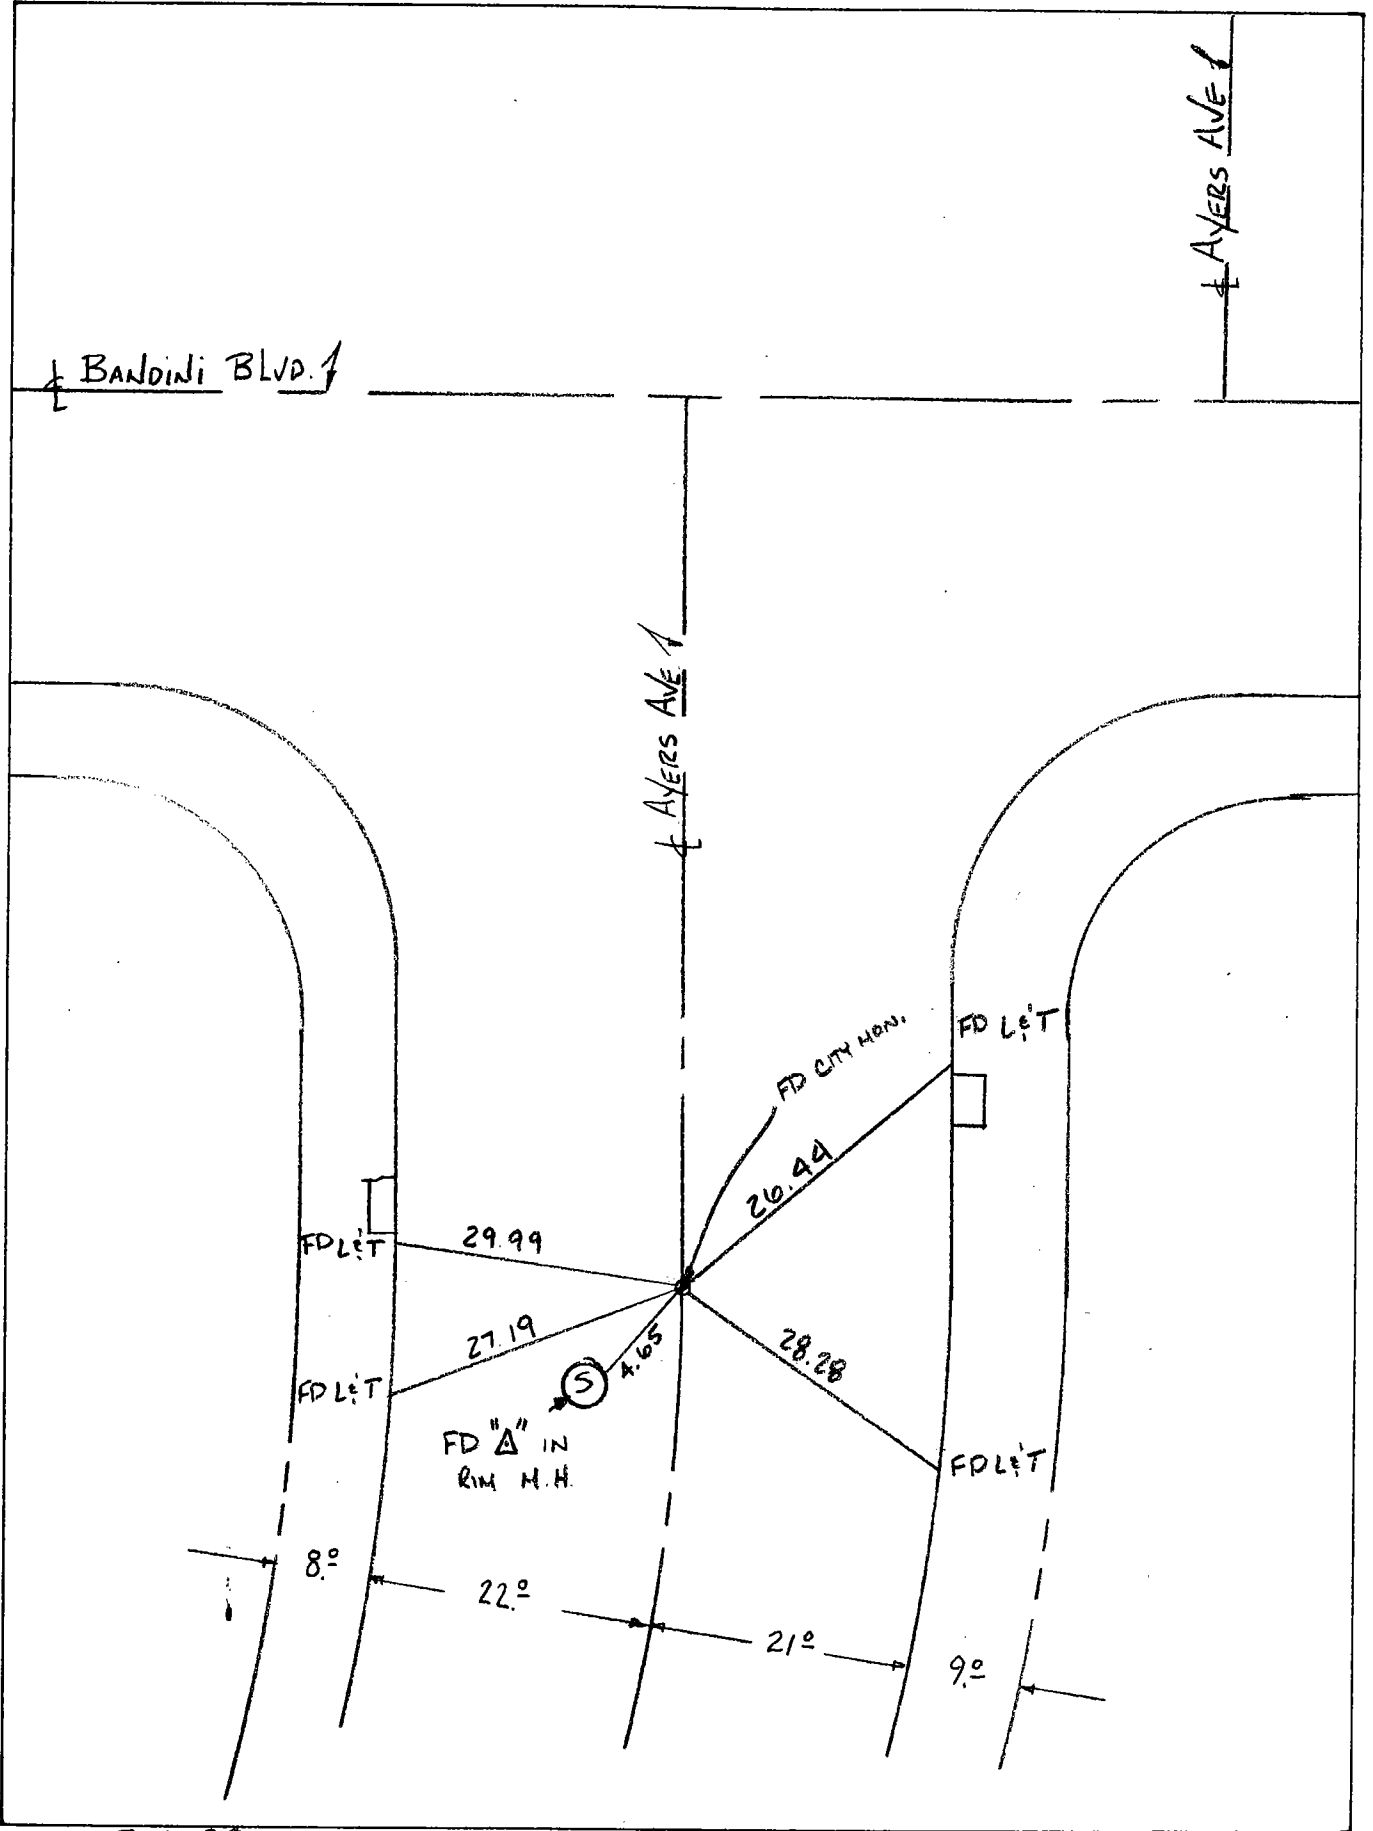 ℄ AYERS AVE
℄ BANDINI BLVD.
℄ AYERS AVE.
FD CITY MON.
FD L&T
26.44
FD L&T
29.99
27.19
FD L&T
S
4.65
28.28
FD "△" IN
RIM M.H.
FD L&T
8.0
22.0
21.0
9.0